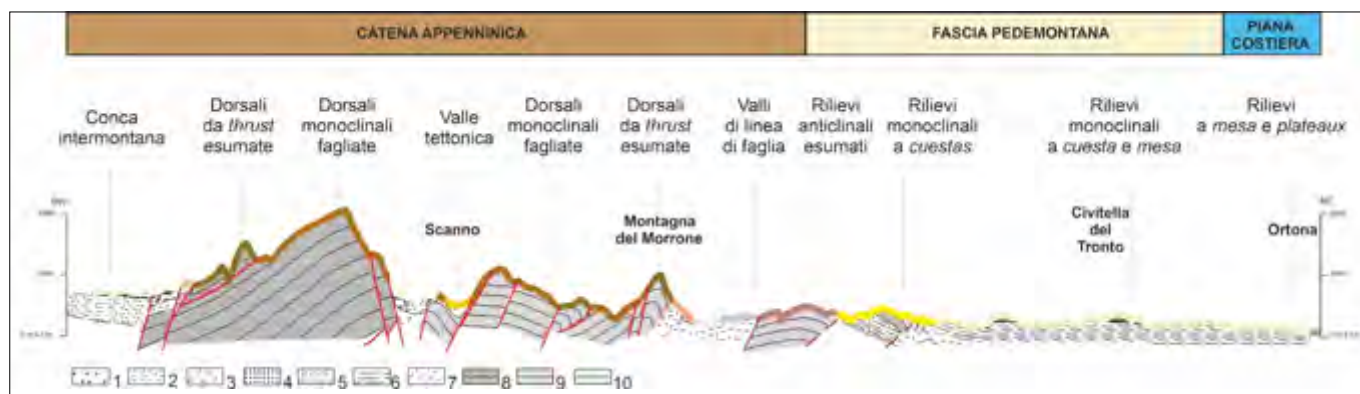 CATENA APPENNINICA
FASCIA PEDEMONTANA
PIANA
COSTIERA
Conca
intermontana
Dorsali
da thrust
esumate
Dorsali
monoclinali
fagliate
Valle
tettonica
Dorsali
monoclinali
fagliate
Dorsali
da thrust
esumate
Valli
di linea
di faglia
Rilievi
anticlinali
esumati
Rilievi
monoclinali
a cuestas
Rilievi
monoclinali
a cuesta e mesa
Rilievi
a mesa e plateaux
Scanno
Montagna
del Morrone
Civitella
del
Tronto
Ortona
1 2 3 4 5 6 7 8 9 10